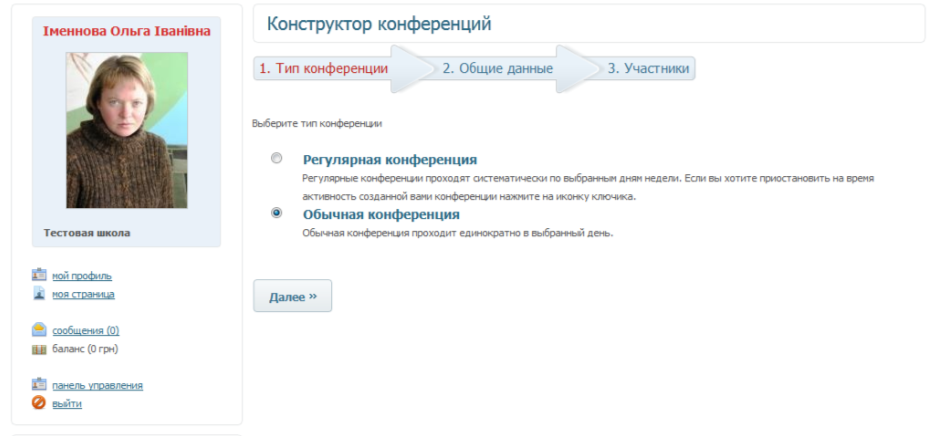 Іменнова Ольга Іванівна
Тестовая школа
мой профиль
моя страница
сообщения (0)
баланс (0 грн)
панель управления
выйти
Конструктор конференций
1. Тип конференции
2. Общие данные
3. Участники
Выберите тип конференции
Регулярная конференция
Регулярные конференции проходят систематически по выбранным дням недели. Если вы хотите приостановить на время
активность созданной вами конференции нажмите на иконку ключика.
Обычная конференция
Обычная конференция проходит единократно в выбранный день.
Далее »